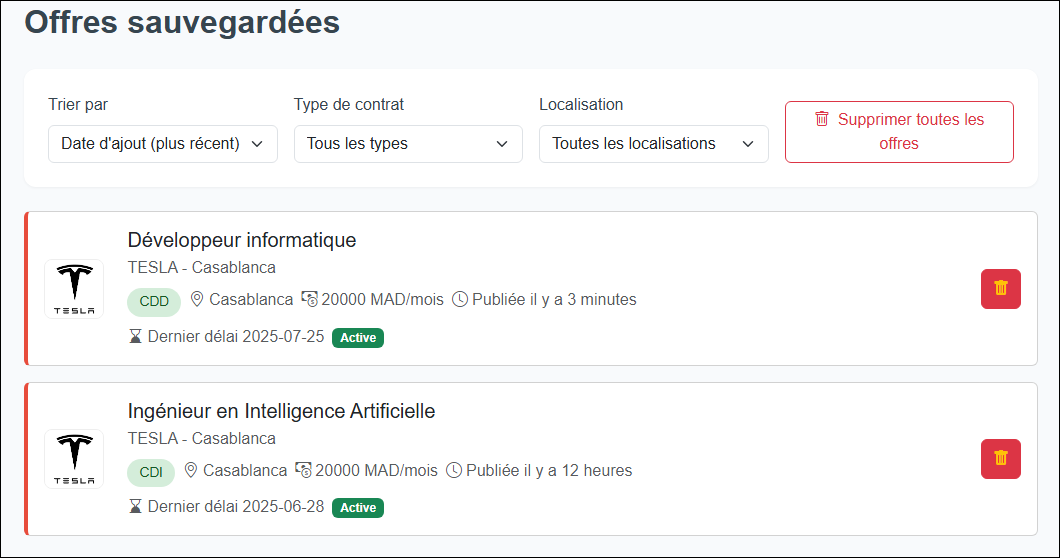 Offres sauvegardées
Trier par
Type de contrat
Localisation
Date d'ajout (plus récent)
Tous les types
Toutes les localisations
Supprimer toutes les
offres
Développeur informatique
TESLA - Casablanca
CDD Casablanca 20000 MAD/mois Publiée il y a 3 minutes
Dernier délai 2025-07-25 Active
TESLA
Ingénieur en Intelligence Artificielle
TESLA - Casablanca
CDI Casablanca 20000 MAD/mois Publiée il y a 12 heures
Dernier délai 2025-06-28 Active
TESLA